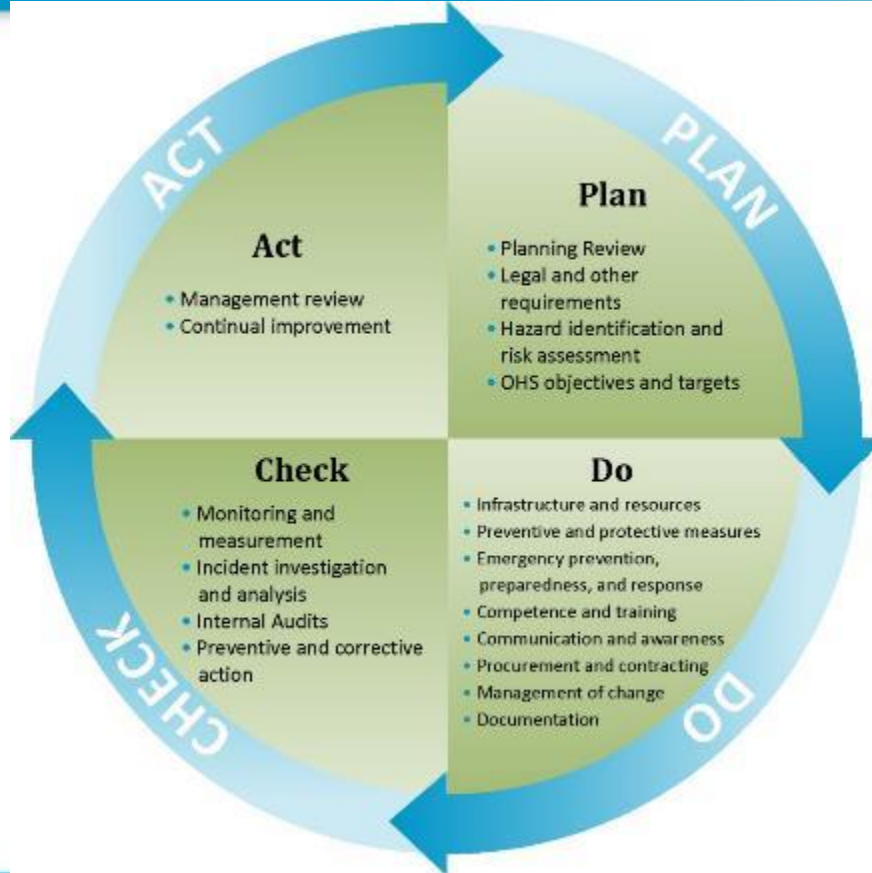 ACT
PLAN
Act
• Management review
• Continual improvement
Plan
• Planning Review
• Legal and other
requirements
• Hazard identification and
risk assessment
• OHS objectives and targets
Check
• Monitoring and
measurement
• Incident investigation
and analysis
• Internal Audits
• Preventive and corrective
action
Do
• Infrastructure and resources
• Preventive and protective measures
• Emergency prevention,
preparedness, and response
• Competence and training
• Communication and awareness
• Procurement and contracting
• Management of change
• Documentation
CHECK
DO